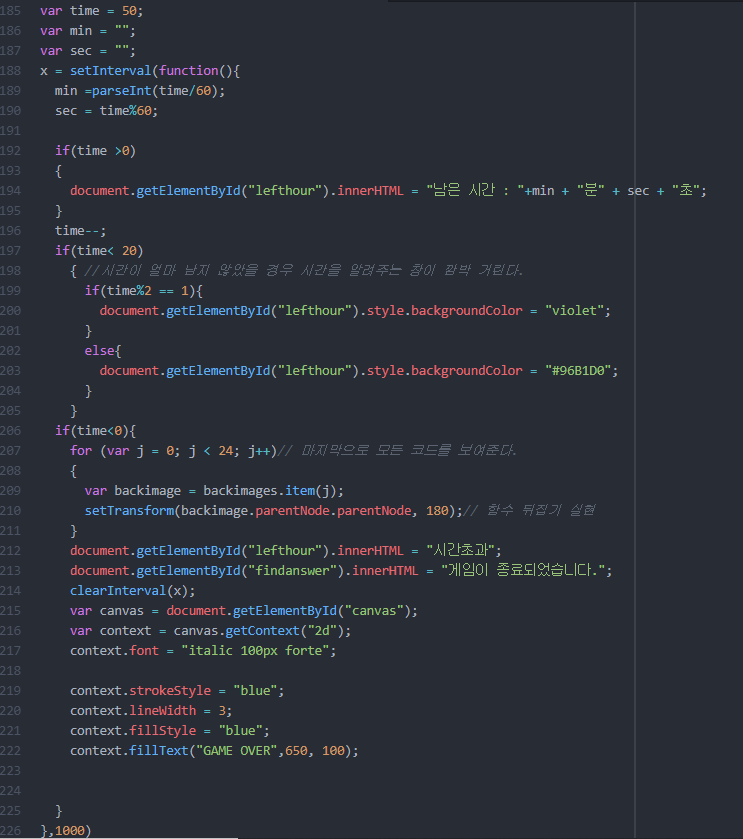 185 var time = 50;
186 var min = "";
187 var sec = "";
188 x = setInterval(function(){
189   min =parseInt(time/60);
190   sec = time%60;
191
192   if(time >0)
193   {
194     document.getElementById("lefthour").innerHTML = "남은 시간 : "+min + "분" + sec + "초";
195   }
196   time--;
197   if(time< 20)
198     { //시간이 얼마 남지 않았을 경우 시간을 알려주는 창이 깜박 거린다.
199       if(time%2 == 1){
200         document.getElementById("lefthour").style.backgroundColor = "violet";
201       }
202       else{
203         document.getElementById("lefthour").style.backgroundColor = "#96B1D0";
204       }
205     }
206   if(time<0){
207     for (var j = 0; j < 24; j++)// 마지막으로 모든 코드를 보여준다.
208     {
209       var backimage = backimages.item(j);
210       setTransform(backimage.parentNode.parentNode, 180);// 함수 뒤집기 실현
211     }
212     document.getElementById("lefthour").innerHTML = "시간초과";
213     document.getElementById("findanswer").innerHTML = "게임이 종료되었습니다.";
214     clearInterval(x);
215     var canvas = document.getElementById("canvas");
216     var context = canvas.getContext("2d");
217     context.font = "italic 100px forte";
218
219     context.strokeStyle = "blue";
220     context.lineWidth = 3;
221     context.fillStyle = "blue";
222     context.fillText("GAME OVER",650, 100);
223
224
225   }
226 },1000)